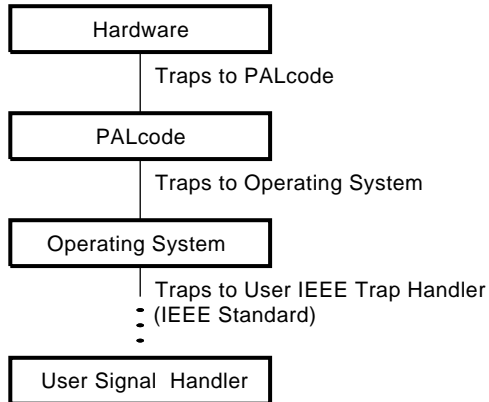 Hardware
Traps to PALcode
PALcode
Traps to Operating System
Operating System
Traps to User IEEE Trap Handler
(IEEE Standard)
User Signal Handler